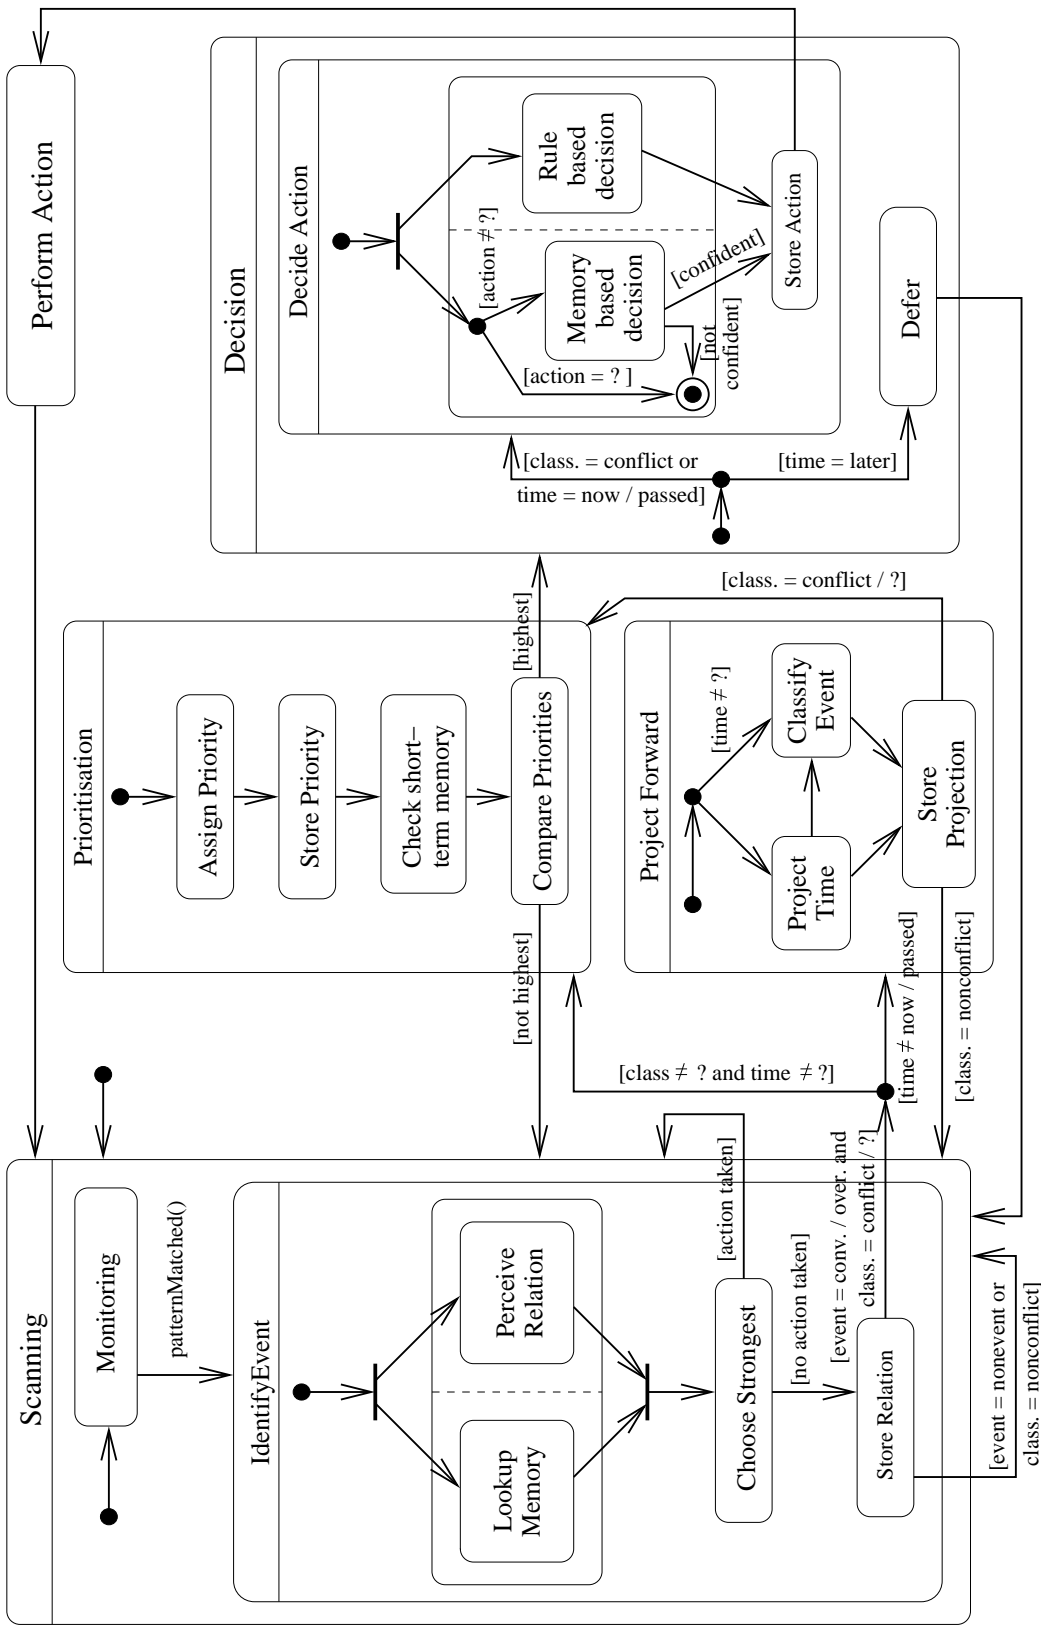 Scanning
Monitoring
patternMatched()
IdentifyEvent
Lookup
Memory
Perceive
Relation
Choose Strongest
[action taken]
[no action taken]
Store Relation
[event = conv. / over. and
class. = conflict / ?]
[event = nonevent or
class. = nonconflict]
[class ≠ ? and time ≠ ?]
[time ≠ now / passed]
[class. = nonconflict]
Prioritisation
Assign Priority
Store Priority
Check short–
term memory
Compare Priorities
[not highest]
[highest]
Project Forward
[time ≠ ?]
Project
Time
Classify
Event
Store
Projection
[class. = conflict / ?]
Perform Action
Decision
Decide Action
[action ≠ ?]
[action = ? ]
Memory
based
decision
Rule
based
decision
[confident]
[not
confident]
Store Action
[class. = conflict or
time = now / passed]
[time = later]
Defer